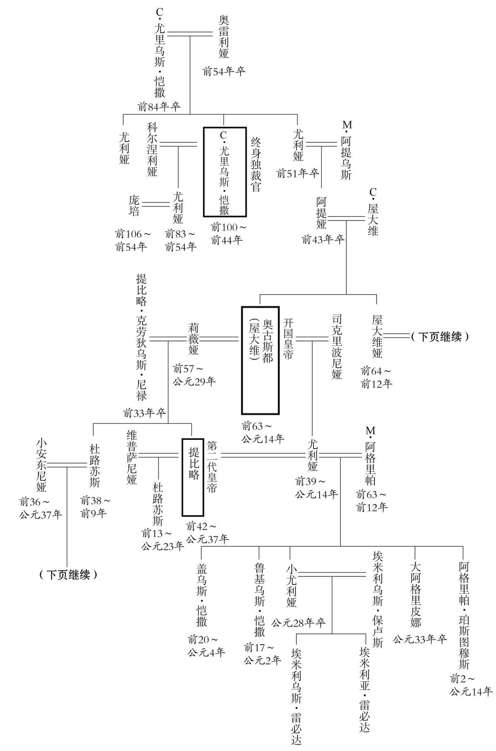 C·尤里乌斯·恺撒
前84年卒
奥雷利娅
前54年卒
尤利娅
科尔涅利娅
C·尤里乌斯·恺撒
终身独裁官
前100～
前44年
尤利娅
前51年卒
M·阿提乌斯
庞培
前106～
前54年
尤利娅
前83～
前54年
阿提娅
前43年卒
C·屋大维
提比略·克劳狄乌斯·尼禄
前33年卒
莉薇娅
前57～
公元29年
奥古斯都
(屋大维)
开国皇帝
前63～
公元14年
司克里波尼娅
屋大维娅
前64～
前12年
(下页继续)
小安东尼娅
前36～
公元37年
杜路苏斯
前38～
前9年
维普萨尼娅
杜路苏斯
前13～
公元23年
提比略
第二代皇帝
前42～
公元37年
尤利娅
前39～
公元14年
M·阿格里帕
前63～
前12年
(下页继续)
盖乌斯·恺撒
前20～
公元4年
鲁基乌斯·恺撒
前17～
公元2年
小尤利娅
公元28年卒
埃米利乌斯·保卢斯
大阿格里皮娜
公元33年卒
阿格里帕·珀斯图穆斯
前2～
公元14年
埃米利乌斯·雷必达
埃米利亚·雷必达